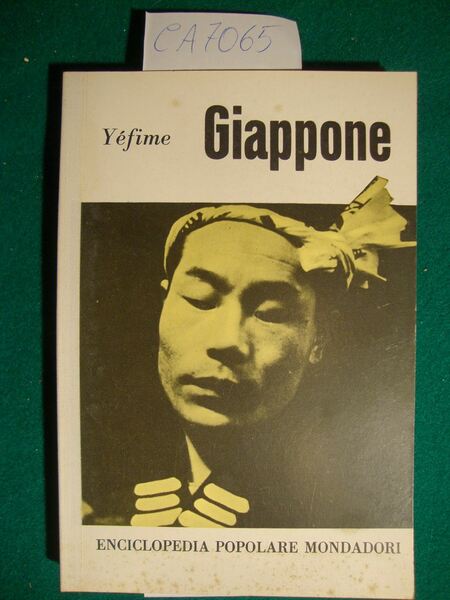 CA7065
Yéfime Giappone
ENCICLOPEDIA POPOLARE MONDADORI